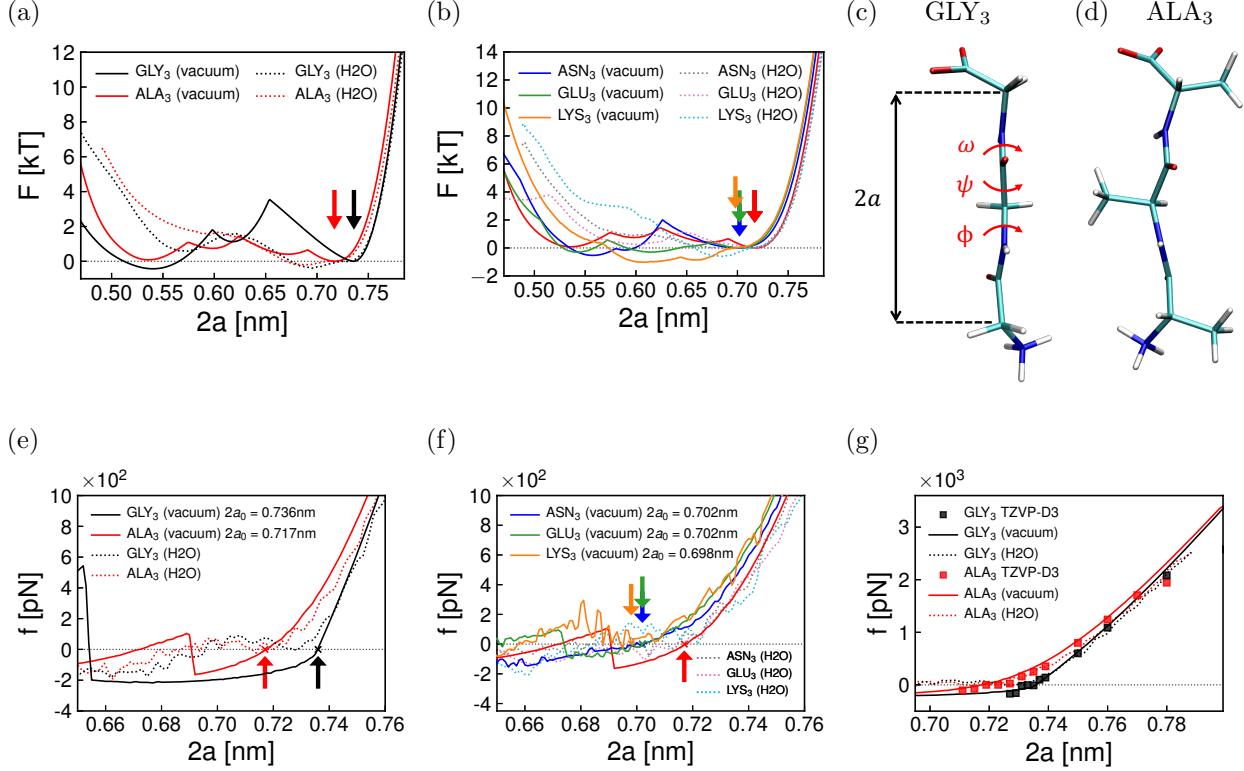 (a)
12
10
8
6
4
2
0
F [kT]
GLY3 (vacuum)
ALA3 (vacuum)
GLY3 (H2O)
ALA3 (H2O)
0.50 0.55 0.60 0.65 0.70 0.75
2a [nm]
(b)
14
12
10
8
6
4
2
0
−2
F [kT]
ASN3 (vacuum)
GLU3 (vacuum)
LYS3 (vacuum)
ASN3 (H2O)
GLU3 (H2O)
LYS3 (H2O)
0.50 0.55 0.60 0.65 0.70 0.75
2a [nm]
(c) GLY3
2a
ω
ψ
ϕ
(d) ALA3
(e)
×10²
10
8
6
4
2
0
-2
-4
f [pN]
GLY3 (vacuum) 2a0 = 0.736nm
ALA3 (vacuum) 2a0 = 0.717nm
GLY3 (H2O)
ALA3 (H2O)
0.66 0.68 0.70 0.72 0.74 0.76
2a [nm]
(f)
×10²
10
8
6
4
2
0
-2
-4
f [pN]
ASN3 (vacuum) 2a0 = 0.702nm
GLU3 (vacuum) 2a0 = 0.702nm
LYS3 (vacuum) 2a0 = 0.698nm
ASN3 (H2O)
GLU3 (H2O)
LYS3 (H2O)
0.66 0.68 0.70 0.72 0.74 0.76
2a [nm]
(g)
×10³
3
2
1
0
f [pN]
GLY3 TZVP-D3
GLY3 (vacuum)
GLY3 (H2O)
ALA3 TZVP-D3
ALA3 (vacuum)
ALA3 (H2O)
0.70 0.72 0.74 0.76 0.78
2a [nm]